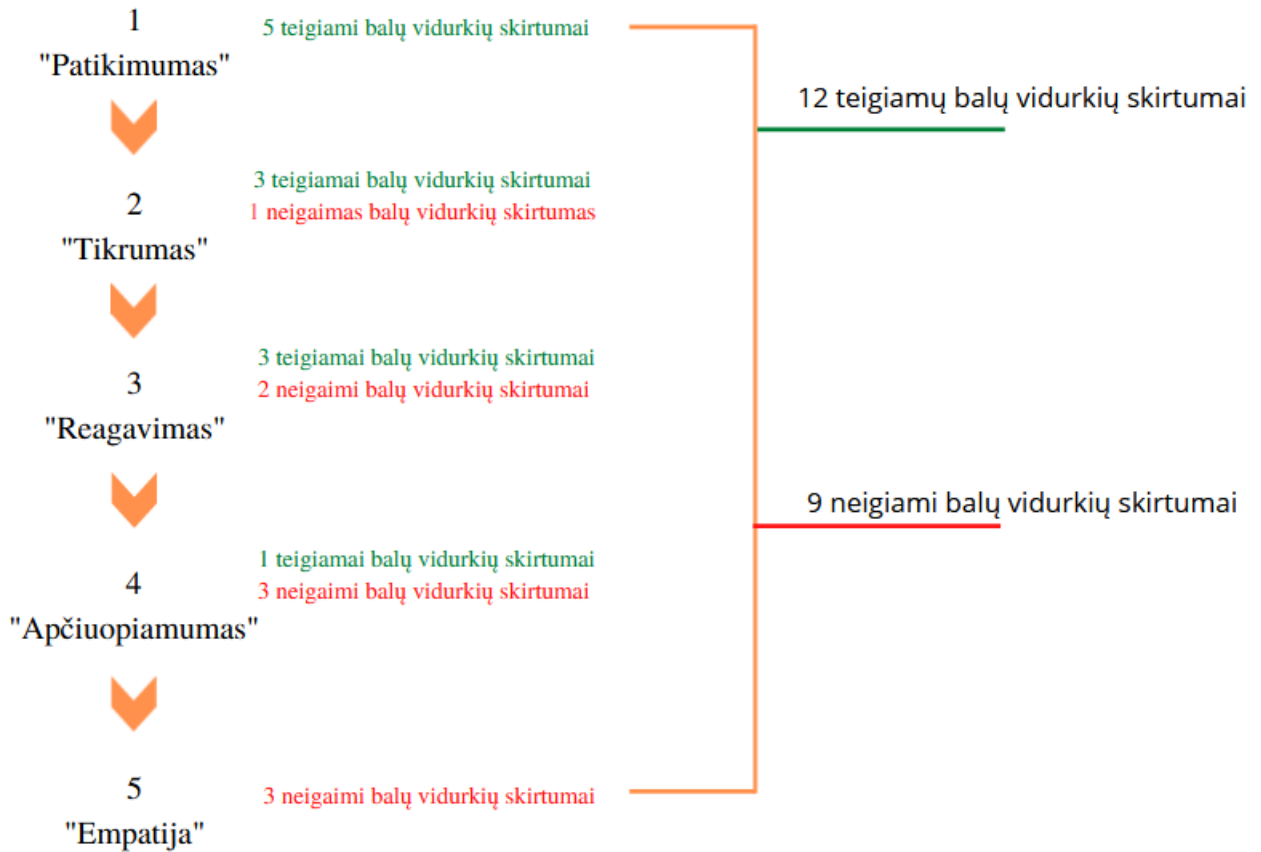 1
"Patikimumas"
5 teigiami balų vidurkių skirtumai
12 teigiamų balų vidurkių skirtumai
3 teigiamai balų vidurkių skirtumai
1 neigaimas balų vidurkių skirtumas
2
"Tikrumas"
3 teigiamai balų vidurkių skirtumai
2 neigaimi balų vidurkių skirtumai
3
"Reagavimas"
9 neigiami balų vidurkių skirtumai
1 teigiamai balų vidurkių skirtumai
3 neigaimi balų vidurkių skirtumai
4
"Apčiuopiamumas"
5
"Empatija"
3 neigaimi balų vidurkių skirtumai